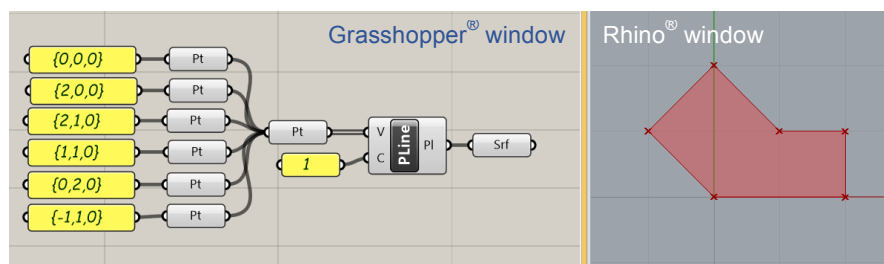 Grasshopper® window
Rhino® window
{0,0,0}
Pt
{2,0,0}
Pt
{2,1,0}
Pt
{1,1,0}
Pt
{0,2,0}
Pt
{-1,1,0}
Pt
Pt
1
V
C
PLine
Pl
Srf